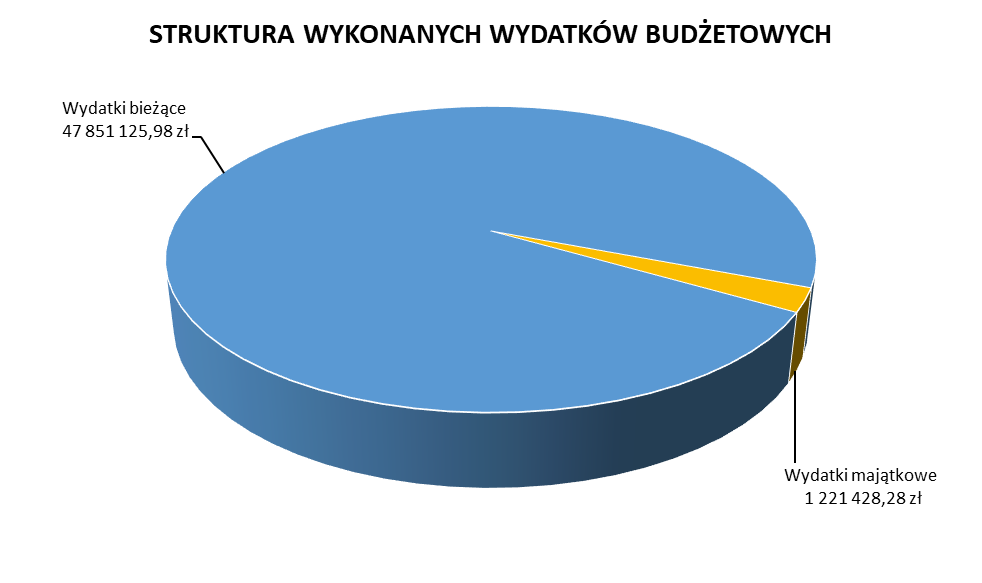 STRUKTURA WYKONANYCH WYDATKÓW BUDŻETOWYCH
Wydatki bieżące
47 851 125,98 zł
Wydatki majątkowe
1 221 428,28 zł